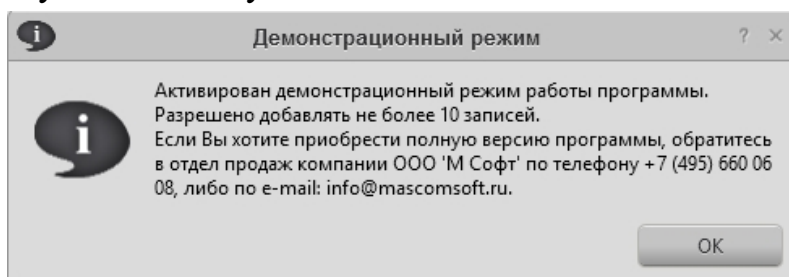 Демонстрационный режим
? ×
Активирован демонстрационный режим работы программы.
Разрешено добавлять не более 10 записей.
Если Вы хотите приобрести полную версию программы, обратитесь
в отдел продаж компании ООО 'М Софт' по телефону +7 (495) 660 06
08, либо по e-mail: info@mascomsoft.ru.
OK